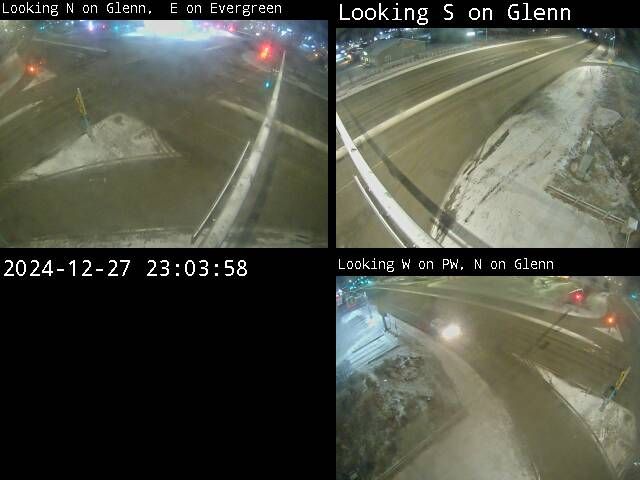 Looking N on Glenn, E on Evergreen
Looking S on Glenn
2024-12-27 23:03:58
Looking W on PW, N on Glenn